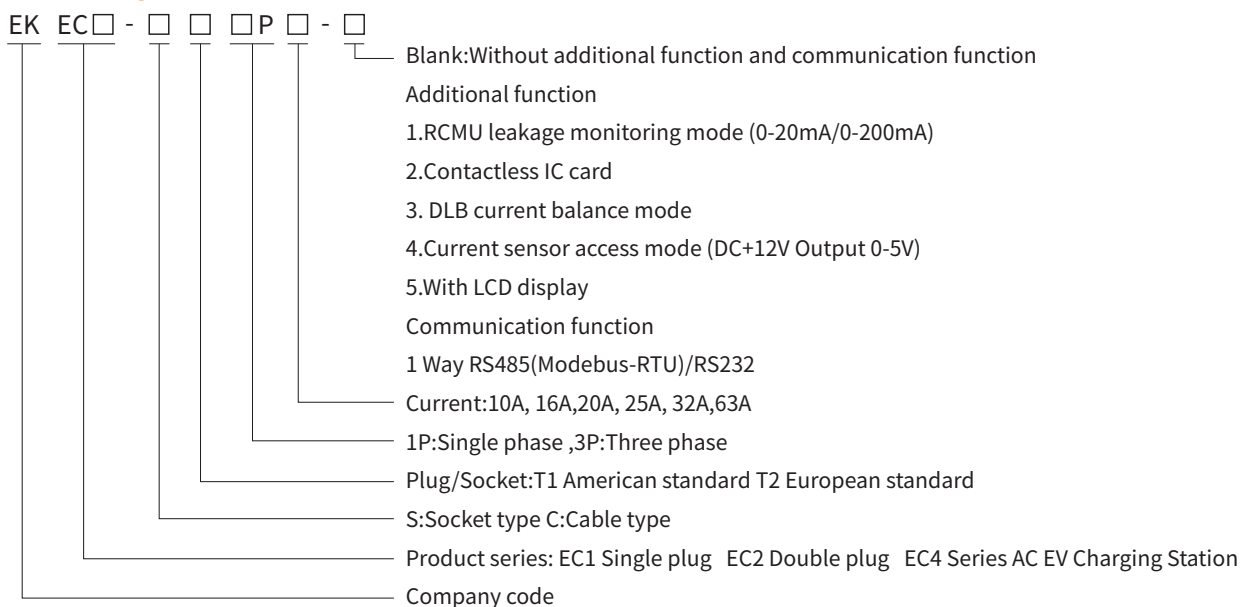 EK EC□ - □ □ □P □ - □
Blank:Without additional function and communication function
Additional function
1.RCMU leakage monitoring mode (0-20mA/0-200mA)
2.Contactless IC card
3. DLB current balance mode
4.Current sensor access mode (DC+12V Output 0-5V)
5.With LCD display
Communication function
1 Way RS485(Modebus-RTU)/RS232
Current:10A, 16A,20A, 25A, 32A,63A
1P:Single phase ,3P:Three phase
Plug/Socket:T1 American standard T2 European standard
S:Socket type C:Cable type
Product series: EC1 Single plug EC2 Double plug EC4 Series AC EV Charging Station
Company code